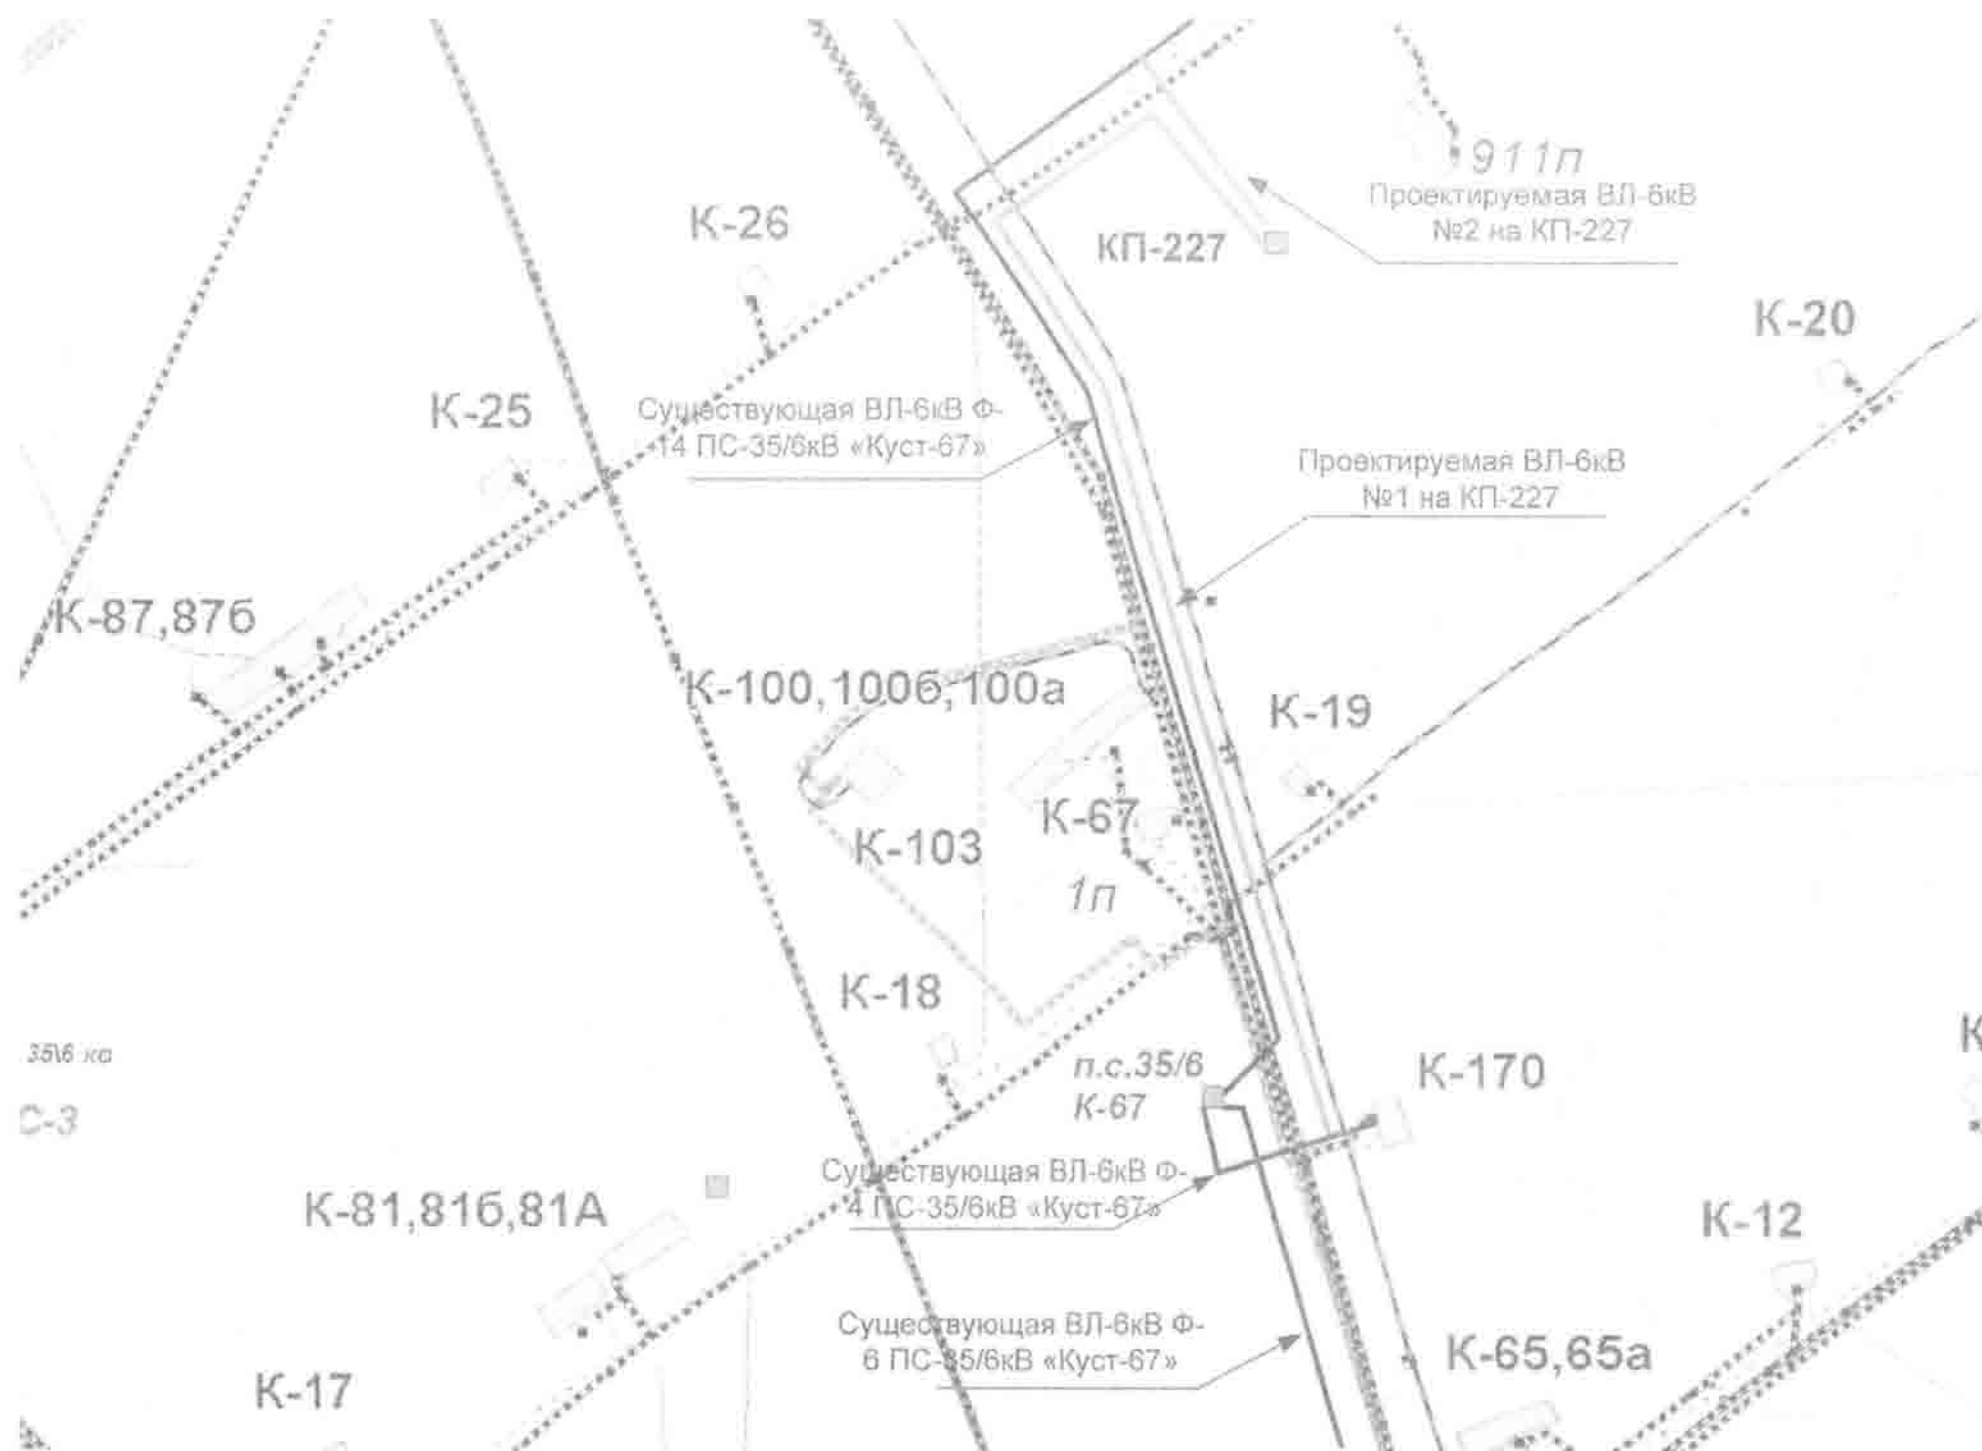 911п
Проектируемая ВЛ-6кВ
№2 на КП-227
К-26
КП-227
К-20
К-25
Существующая ВЛ-6кВ Ф-
14 ПС-35/6кВ «Куст-67»
Проектируемая ВЛ-6кВ
№1 на КП-227
К-87,87б
К-100,100б,100а
К-19
К-67
К-103
1п
К-18
35\6 кв
С-3
п.с.35/6
К-67
К-170
К
Существующая ВЛ-6кВ Ф-
4 ПС-35/6кВ «Куст-67»
К-81,81б,81А
К-12
Существующая ВЛ-6кВ Ф-
6 ПС-35/6кВ «Куст-67»
К-65,65а
К-17